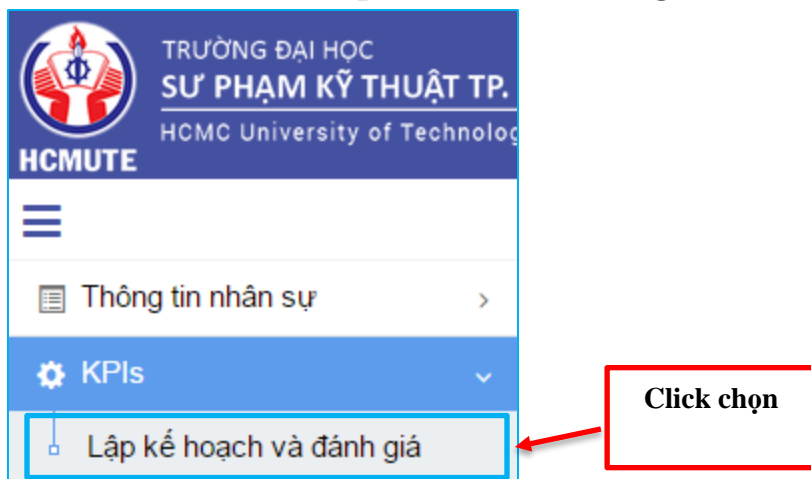 TRƯỜNG ĐẠI HỌC
SƯ PHẠM KỸ THUẬT TP.
HCMC University of Technolog
HCMUTE
Thông tin nhân sự
KPIs
Click chọn
Lập kế hoạch và đánh giá